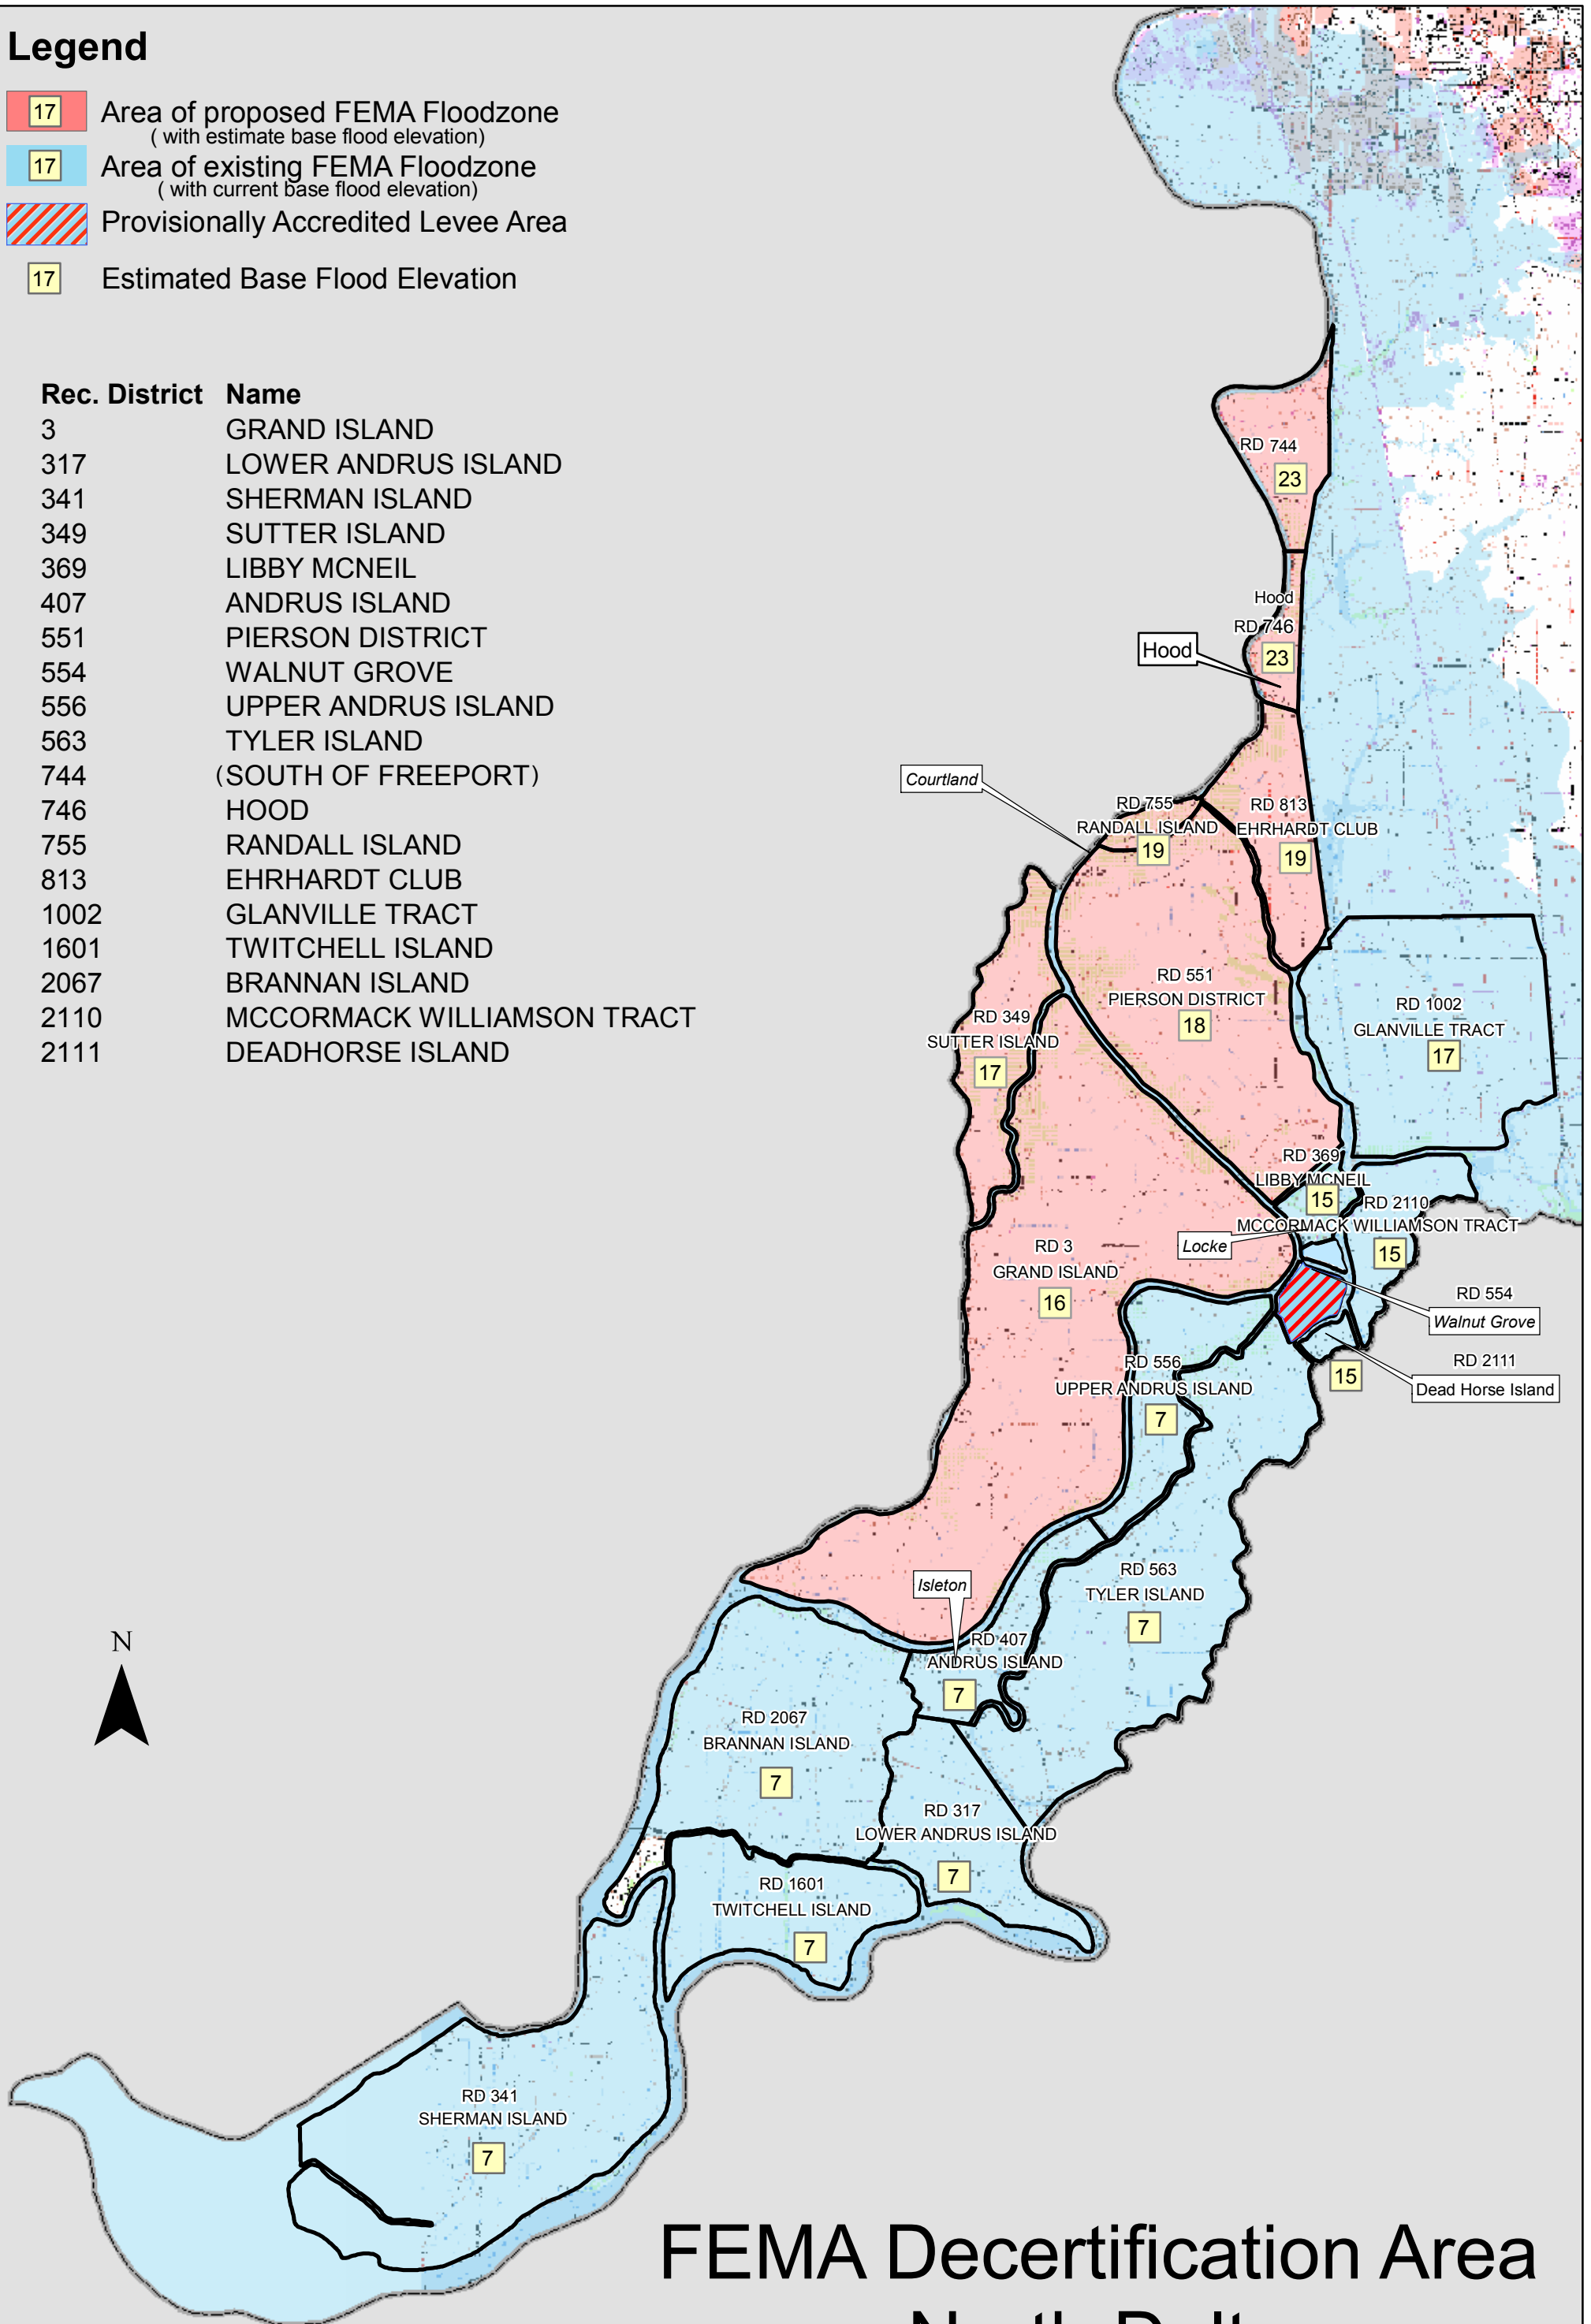 Legend
17 Area of proposed FEMA Floodzone
( with estimate base flood elevation)
17 Area of existing FEMA Floodzone
( with current base flood elevation)
Provisionally Accredited Levee Area
17 Estimated Base Flood Elevation
Rec. District Name
3 GRAND ISLAND
317 LOWER ANDRUS ISLAND
341 SHERMAN ISLAND
349 SUTTER ISLAND
369 LIBBY MCNEIL
407 ANDRUS ISLAND
551 PIERSON DISTRICT
554 WALNUT GROVE
556 UPPER ANDRUS ISLAND
563 TYLER ISLAND
744 (SOUTH OF FREEPORT)
746 HOOD
755 RANDALL ISLAND
813 EHRHARDT CLUB
1002 GLANVILLE TRACT
1601 TWITCHELL ISLAND
2067 BRANNAN ISLAND
2110 MCCORMACK WILLIAMSON TRACT
2111 DEADHORSE ISLAND
RD 744
23
Hood
RD 746
23
Hood
Courtland
RD 755
RANDALL ISLAND
19
RD 813
EHRHARDT CLUB
19
RD 551
PIERSON DISTRICT
18
RD 1002
GLANVILLE TRACT
17
RD 349
SUTTER ISLAND
17
RD 369
LIBBY MCNEIL
15
RD 2110
MCCORMACK WILLIAMSON TRACT
15
Locke
RD 3
GRAND ISLAND
16
RD 554
Walnut Grove
RD 2111
Dead Horse Island
15
RD 556
UPPER ANDRUS ISLAND
7
RD 563
TYLER ISLAND
7
Isleton
RD 407
ANDRUS ISLAND
7
N
RD 2067
BRANNAN ISLAND
7
RD 317
LOWER ANDRUS ISLAND
7
RD 1601
TWITCHELL ISLAND
7
RD 341
SHERMAN ISLAND
7
FEMA Decertification Area
North Delt